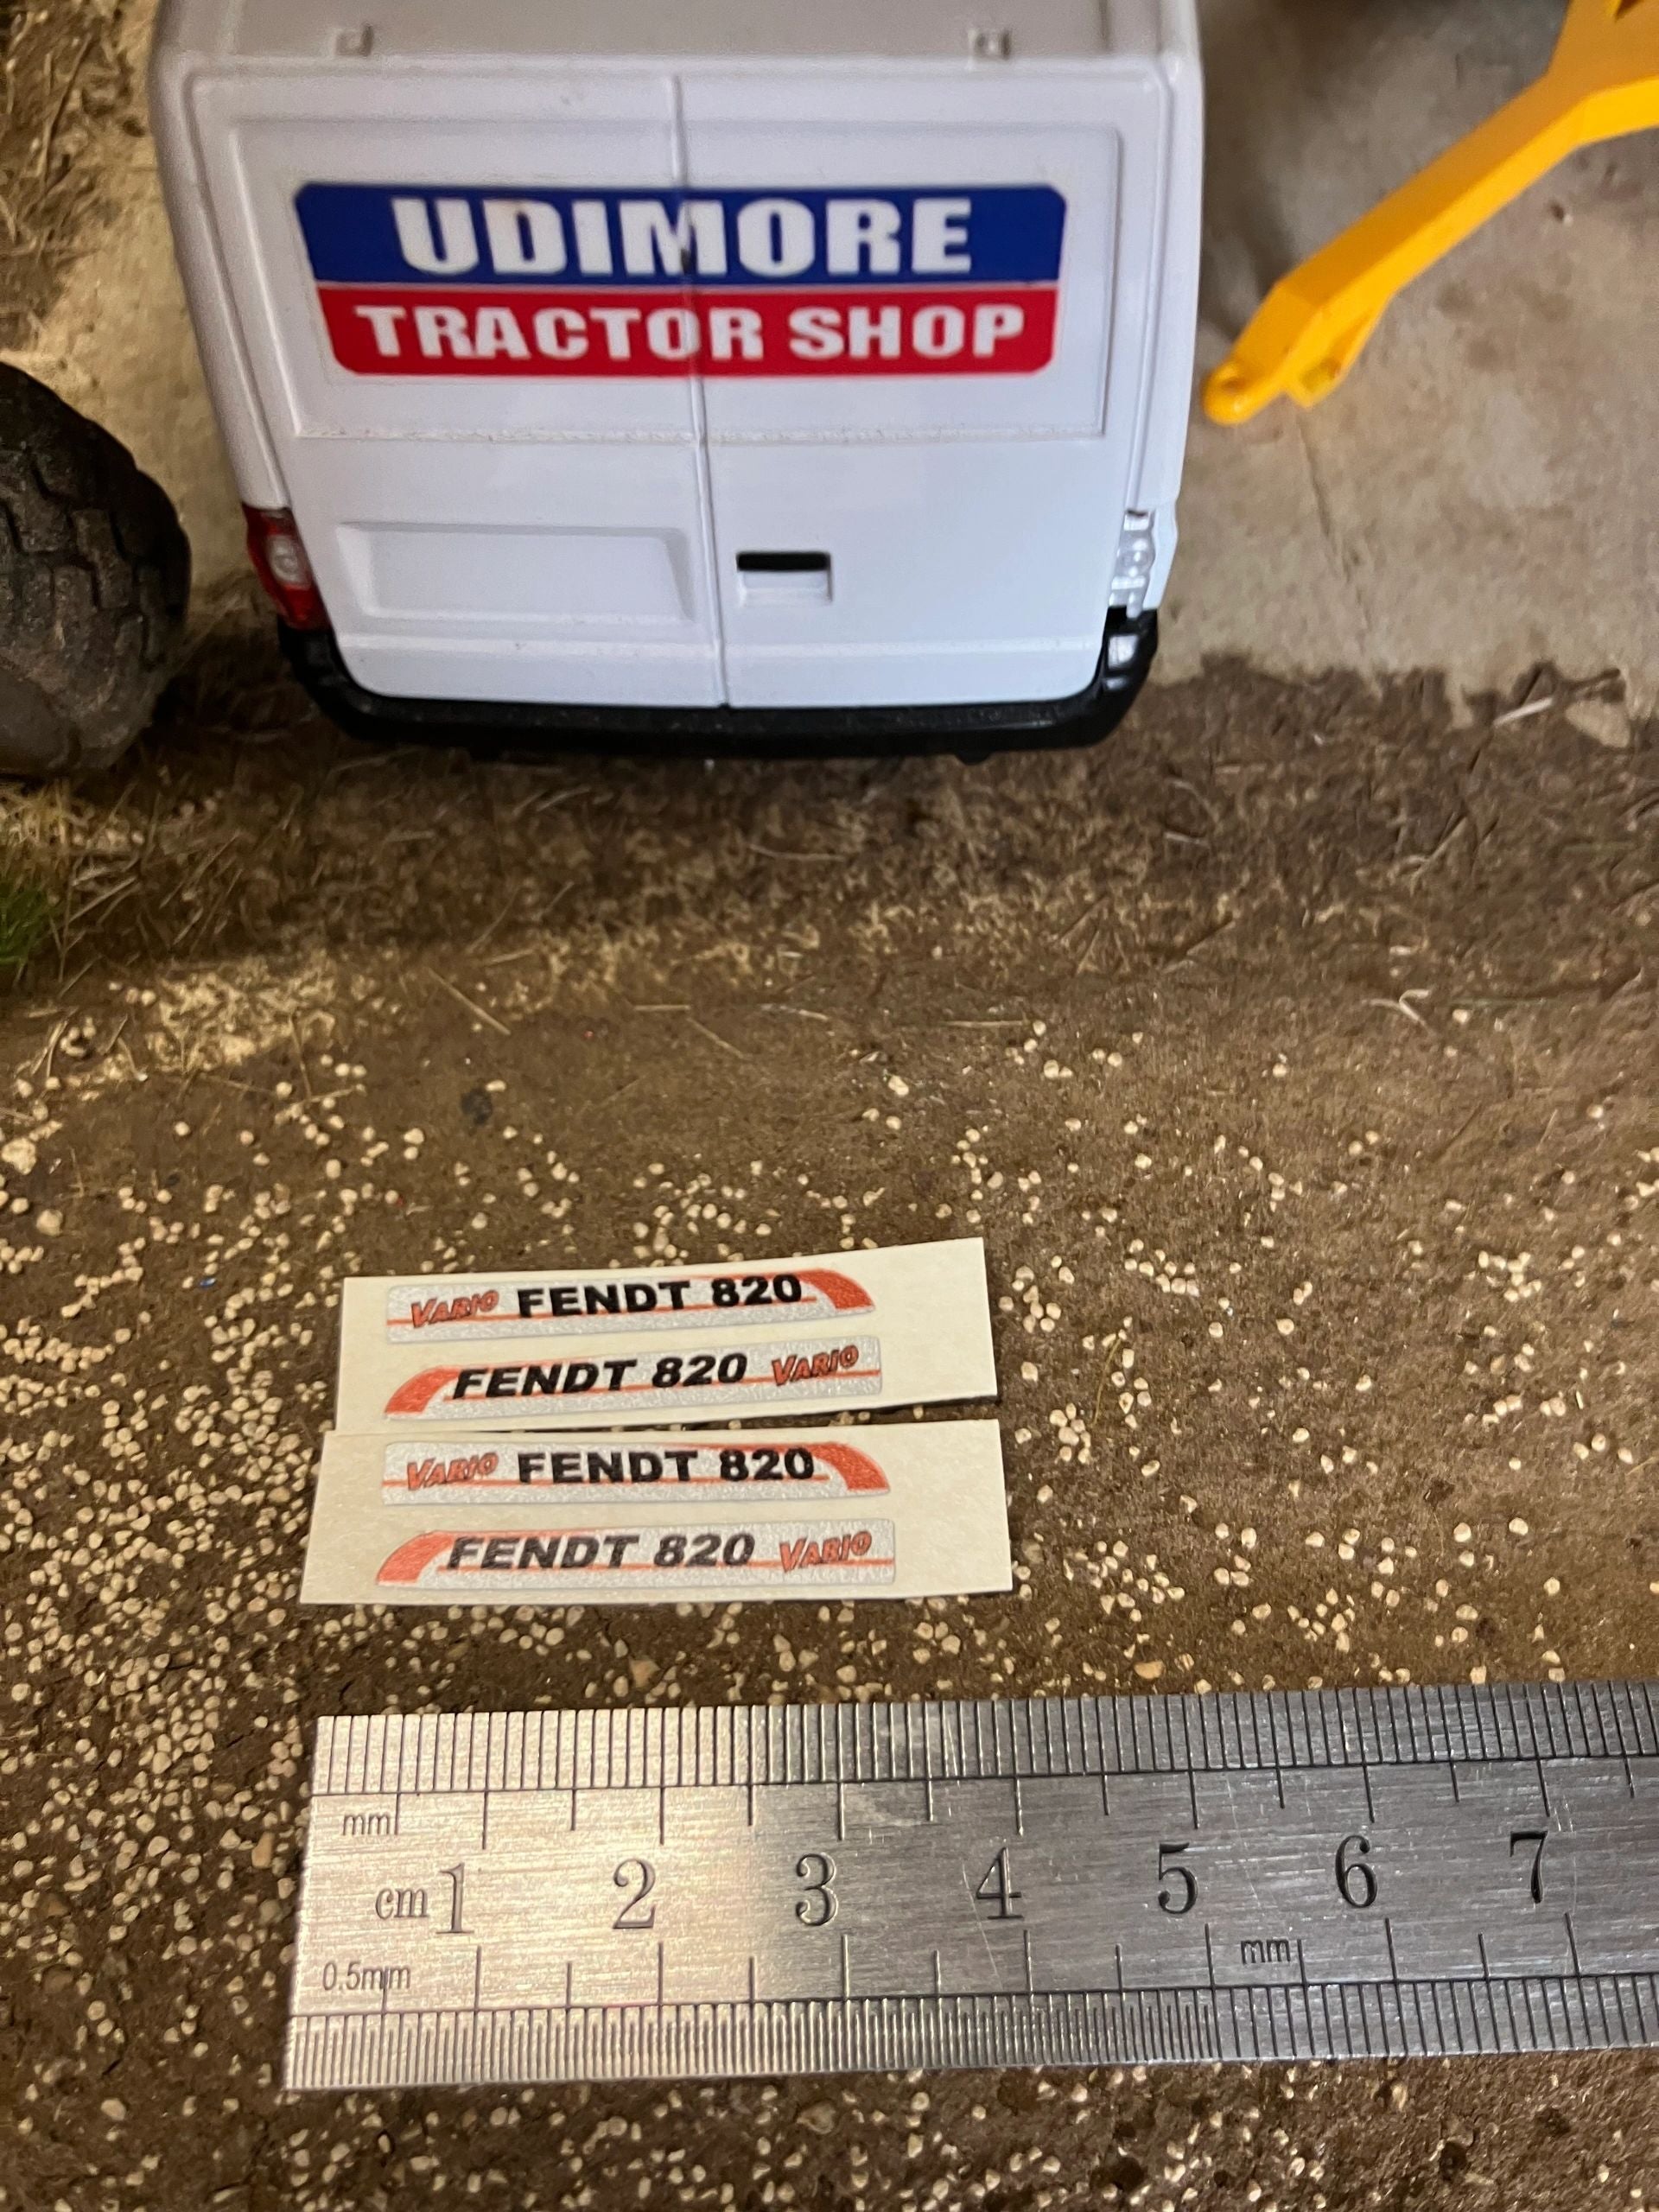 UDIMORE
TRACTOR SHOP
VARIO FENDT 820
FENDT 820 VARIO
VARIO FENDT 820
FENDT 820 VARIO
mm
cm 1 2 3 4 5 6 7
0.5mm mm